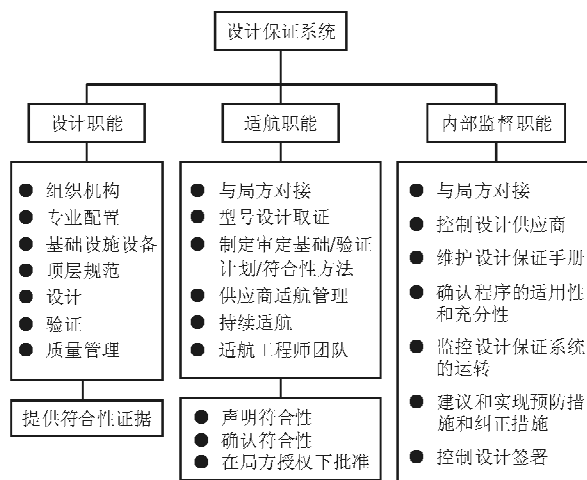 设计保证系统
设计职能
● 组织机构
● 专业配置
● 基础设施设备
● 顶层规范
● 设计
● 验证
● 质量管理
提供符合性证据
适航职能
● 与局方对接
● 型号设计取证
● 制定审定基础/验证
计划/符合性方法
● 供应商适航管理
● 持续适航
● 适航工程师团队
● 声明符合性
● 确认符合性
● 在局方授权下批准
内部监督职能
● 与局方对接
● 控制设计供应商
● 维护设计保证手册
● 确认程序的适用性
和充分性
● 监控设计保证系统
的运转
● 建议和实现预防措
施和纠正措施
● 控制设计签署